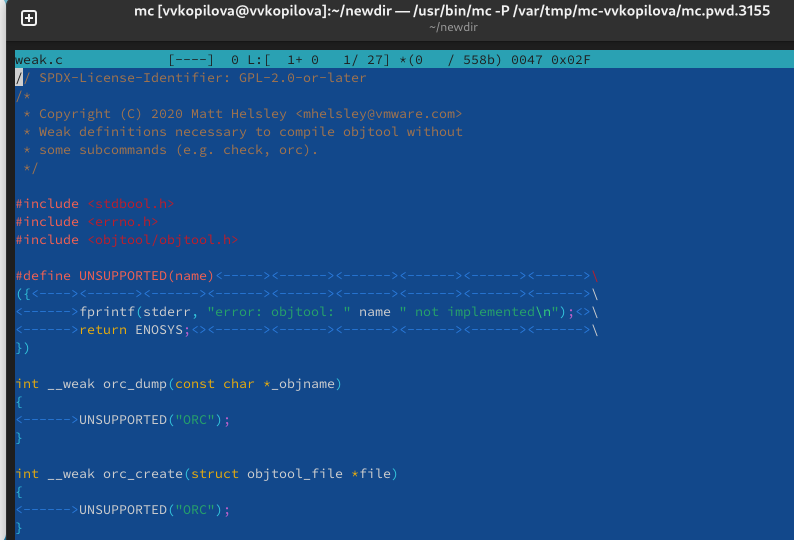 mc [vvkopilova@vvkopilova]:~/newdir — /usr/bin/mc -P /var/tmp/mc-vvkopilova/mc.pwd.3155
~/newdir
weak.c             [----]  0 L:[  1+ 0   1/ 27] *(0   / 558b) 0047 0x02F
// SPDX-License-Identifier: GPL-2.0-or-later
/*
 * Copyright (C) 2020 Matt Helsley <mhelsley@vmware.com>
 * Weak definitions necessary to compile objtool without
 * some subcommands (e.g. check, orc).
 */
#include <stdbool.h>
#include <errno.h>
#include <objtool/objtool.h>
#define UNSUPPORTED(name)<-----><------><------><------><------><------>\
({<----><------><------><------><------><------><------><------><------>\
<------>fprintf(stderr, "error: objtool: " name " not implemented\n");<>\
<------>return ENOSYS;<><------><------><------><------><------><------>\
})
int __weak orc_dump(const char *_objname)
{
<------>UNSUPPORTED("ORC");
}
int __weak orc_create(struct objtool_file *file)
{
<------>UNSUPPORTED("ORC");
}